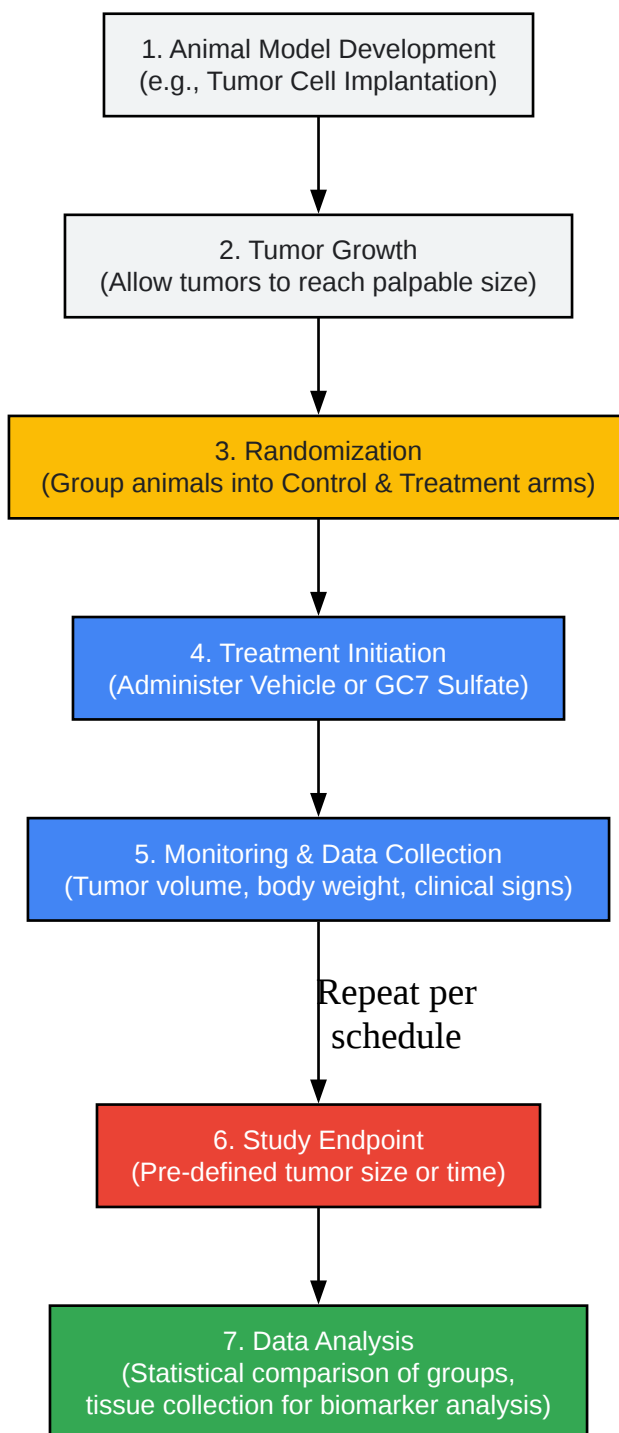 1. Animal Model Development
(e.g., Tumor Cell Implantation)
2. Tumor Growth
(Allow tumors to reach palpable size)
3. Randomization
(Group animals into Control & Treatment arms)
4. Treatment Initiation
(Administer Vehicle or GC7 Sulfate)
5. Monitoring & Data Collection
(Tumor volume, body weight, clinical signs)
Repeat per
schedule
6. Study Endpoint
(Pre-defined tumor size or time)
7. Data Analysis
(Statistical comparison of groups,
tissue collection for biomarker analysis)